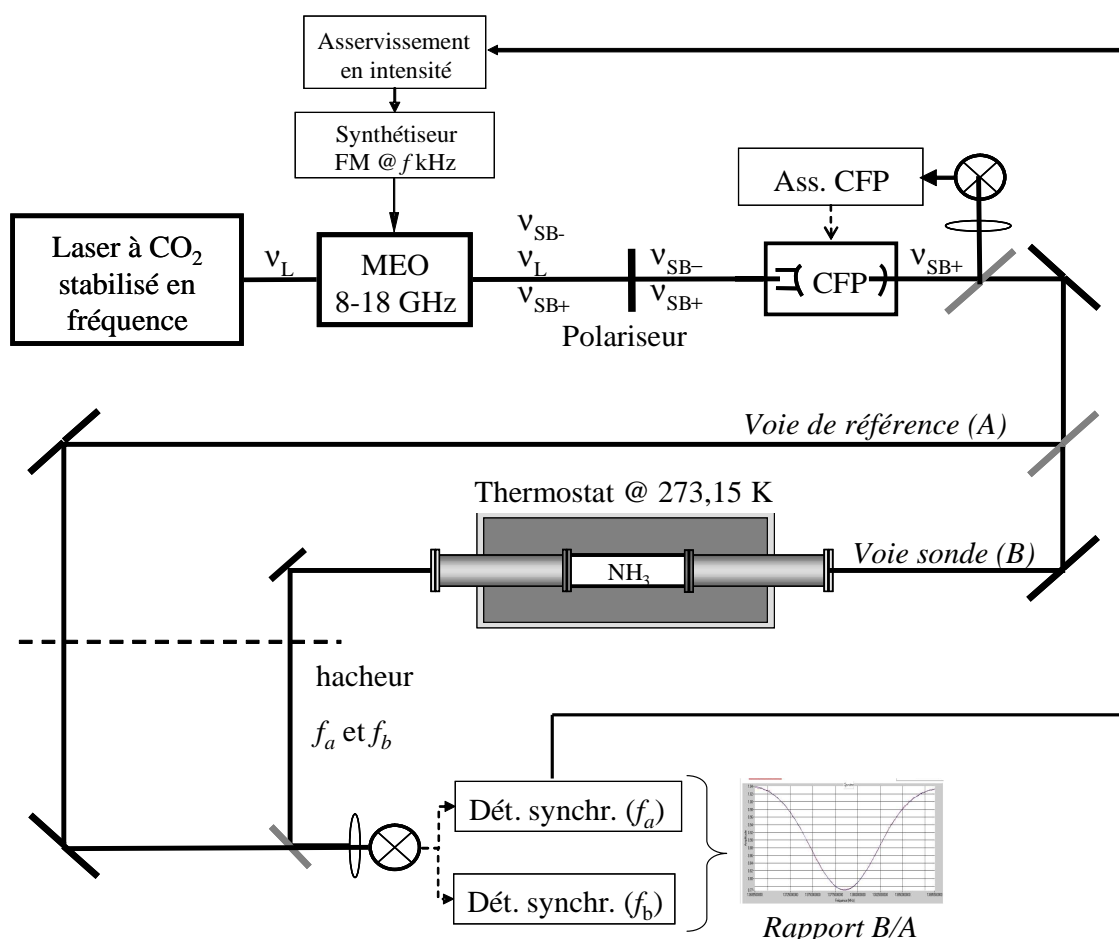 Asservissement
en intensité
Synthétiseur
FM @ f kHz
Laser à CO2
stabilisé en
fréquence
νL
MEO
8-18 GHz
νSB-
νL
νSB+
Polariseur
νSB−
νSB+
Ass. CFP
CFP
νSB+
Voie de référence (A)
Thermostat @ 273,15 K
NH3
Voie sonde (B)
hacheur
fa et fb
Dét. synchr. (fa)
Dét. synchr. (fb)
Rapport B/A